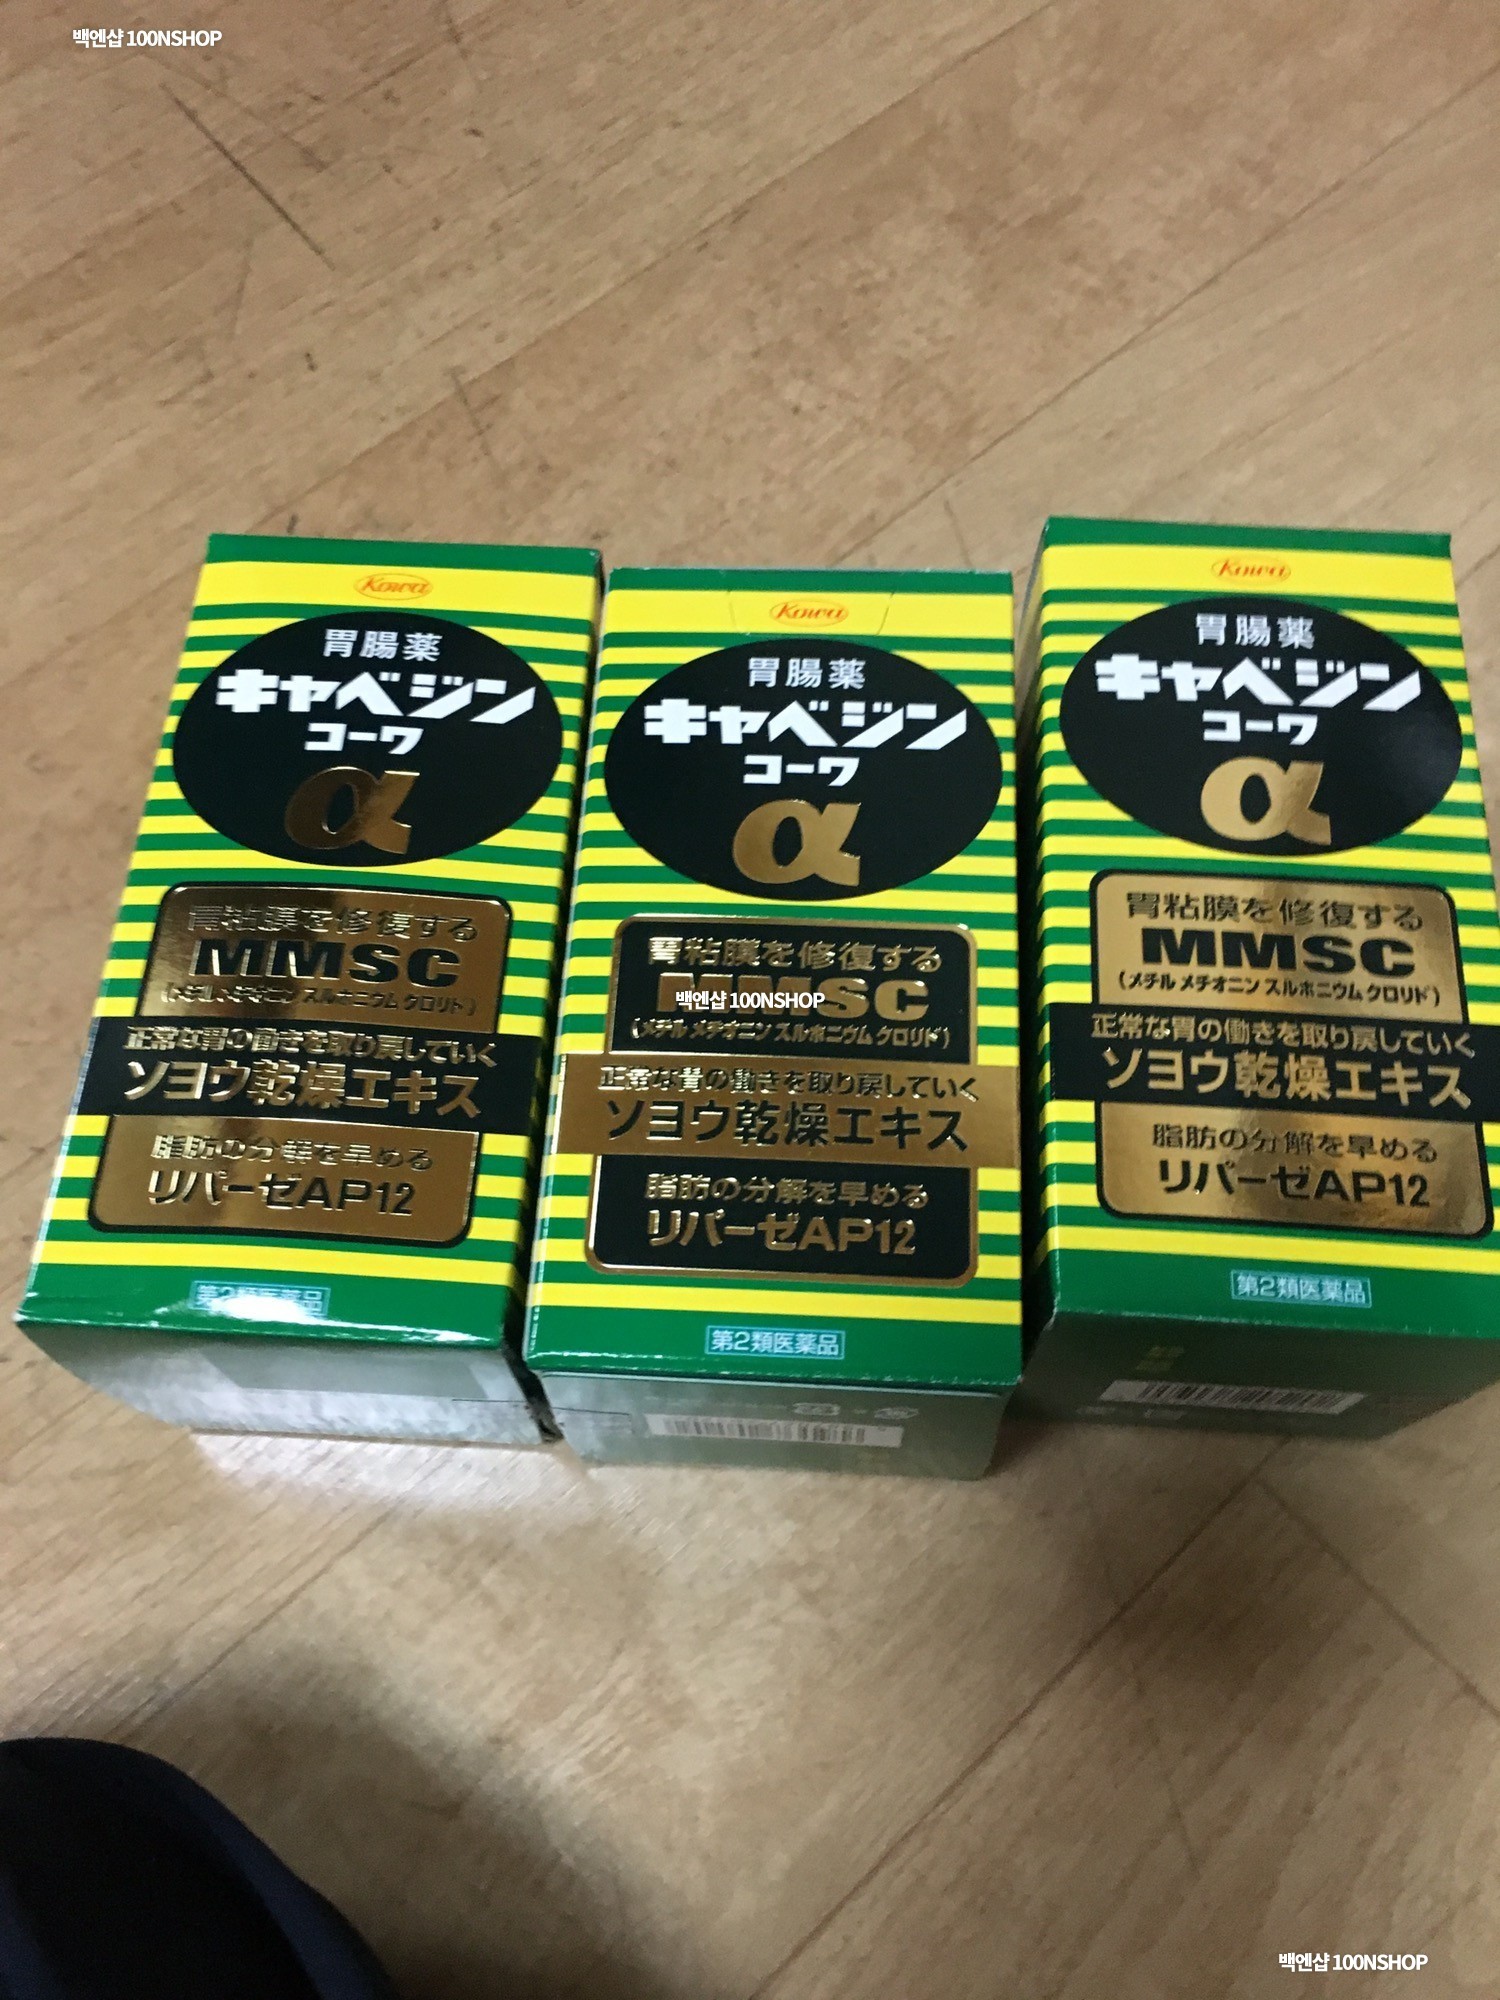 백엔샵 100NSHOP
Kowa
胃腸薬
キャベジン
コーワ
α
胃粘膜を修復する
MMSC
(メチル メチオニン スルホニウム クロリド)
正常な胃の働きを取り戻していく
ソヨウ乾燥エキス
脂肪の分解を早める
リパーゼAP12
第2類医薬品
Kowa
胃腸薬
キャベジン
コーワ
α
胃粘膜を修復する
MMSC
백엔샵 100NSHOP
(メチル メチオニン スルホニウム クロリド)
正常な胃の働きを取り戻していく
ソヨウ乾燥エキス
脂肪の分解を早める
リパーゼAP12
第2類医薬品
Kowa
胃腸薬
キャベジン
コーワ
α
胃粘膜を修復する
MMSC
(メチル メチオニン スルホニウム クロリド)
正常な胃の働きを取り戻していく
ソヨウ乾燥エキス
脂肪の分解を早める
リパーゼAP12
第2類医薬品
백엔샵 100NSHOP